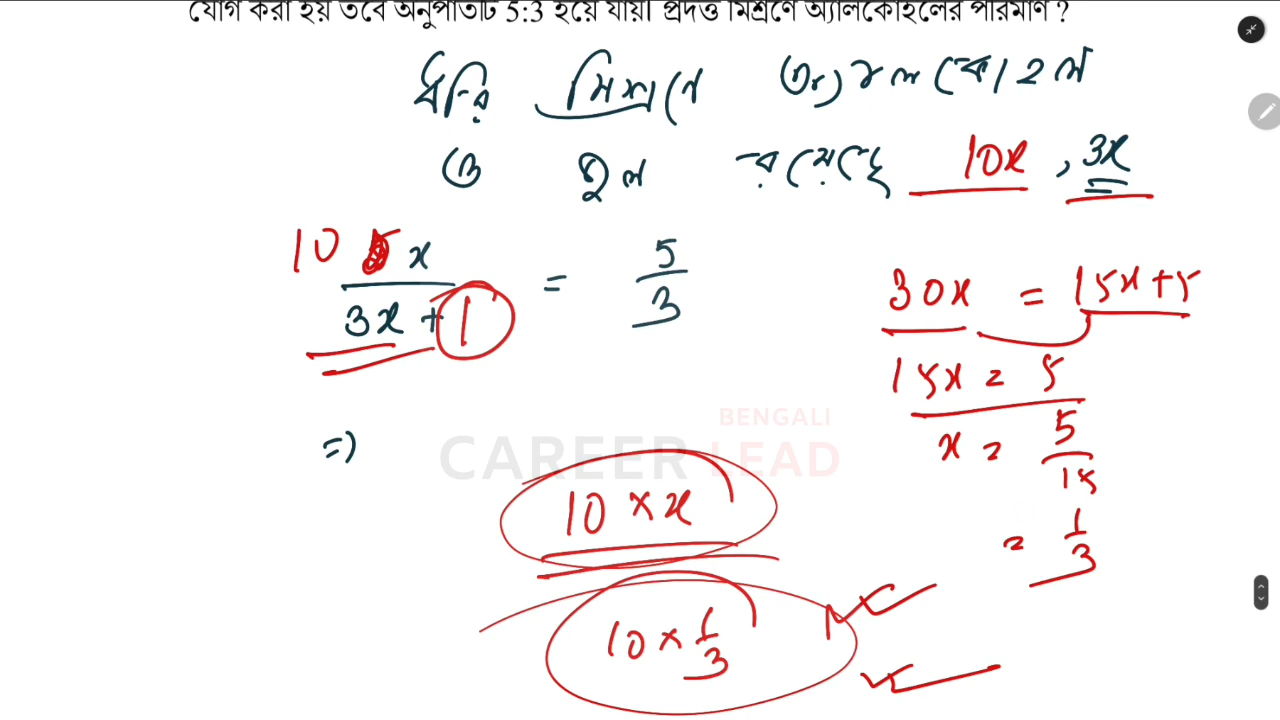 যোগ করা হয় তবে অনুপাতটি 5:3 হয়ে যায়। প্রদত্ত মিশ্রণে অ্যালকোহলের পরিমাণ ?
ধরি মিশ্রণে অ্যালকোহল
ও জল রয়েছে 10x , 3x
10 x / 3x + 1 = 5 / 3
30x = 15x + 5
15x = 5
x = 5 / 15
= 1 / 3
=>
BENGALI
CAREER LEAD
10 × x
10 × 1 / 3